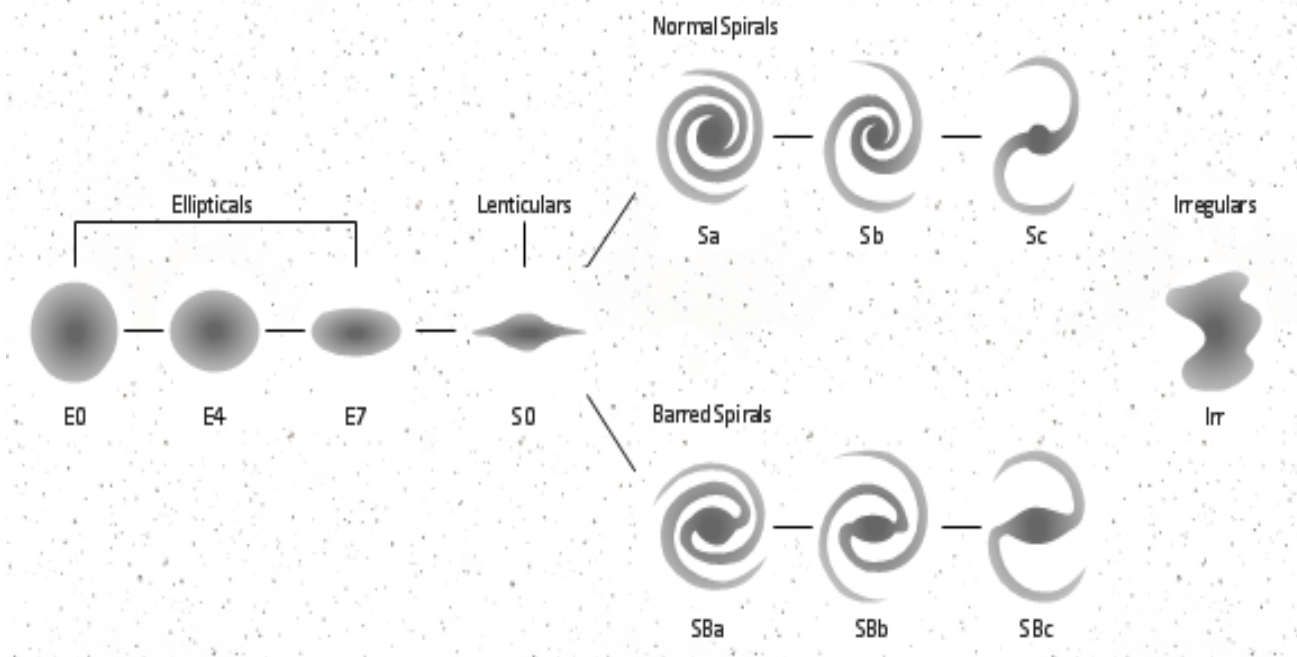 Normal Spirals
Sa
Sb
Sc
Ellipticals
Lenticulars
Irregulars
E0
E4
E7
S0
Irr
Barred Spirals
SBa
SBb
SBc